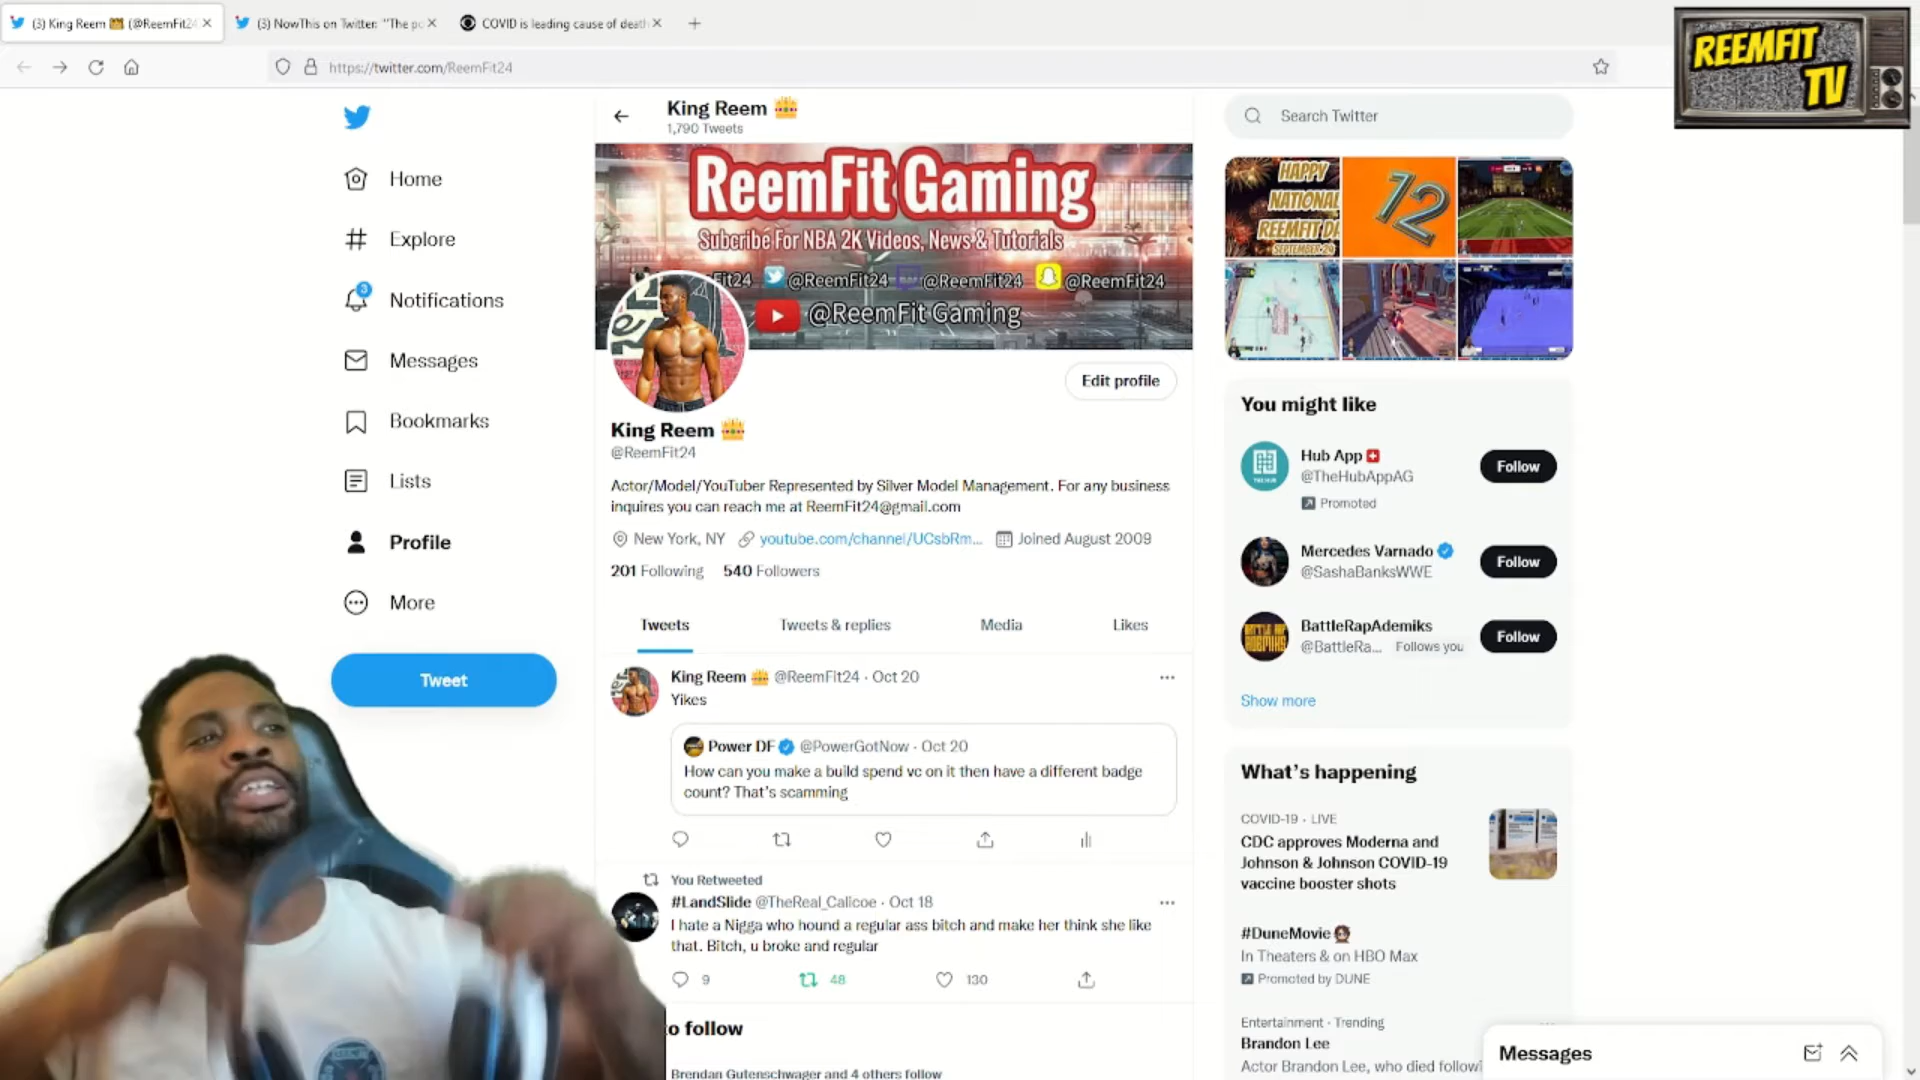 (3) King Reem 👑 (@ReemFit24
(3) NowThis on Twitter: "The po
COVID is leading cause of death
https://twitter.com/ReemFit24
REEMFIT
TV
Home
Explore
3
Notifications
Messages
Bookmarks
Lists
Profile
More
Tweet
King Reem 👑
1,790 Tweets
ReemFit Gaming
Subcribe For NBA 2K Videos, News & Tutorials
Fit24 @ReemFit24 @ReemFit24 @ReemFit24
@ReemFit Gaming
Edit profile
King Reem 👑
@ReemFit24
Actor/Model/YouTuber Represented by Silver Model Management. For any business
inquires you can reach me at ReemFit24@gmail.com
New York, NY youtube.com/channel/UCsbRm... Joined August 2009
201 Following 540 Followers
Tweets Tweets & replies Media Likes
King Reem 👑 @ReemFit24 · Oct 20
Yikes
Power DF @PowerGotNow · Oct 20
How can you make a build spend vc on it then have a different badge
count? That's scamming
You Retweeted
#LandSlide @TheReal_Calicoe · Oct 18
I hate a Nigga who hound a regular ass bitch and make her think she like
that. Bitch, u broke and regular
9 48 130
o follow
Brendan Gutenschwager and 4 others follow
Search Twitter
HAPPY
NATIONAL
REEMFIT DA
SEPTEMBER 24
12
You might like
Hub App
@TheHubAppAG
Promoted
Follow
Mercedes Varnado
@SashaBanksWWE
Follow
BattleRapAdemiks
@BattleRa... Follows you
Follow
Show more
What's happening
COVID-19 · LIVE
CDC approves Moderna and
Johnson & Johnson COVID-19
vaccine booster shots
#DuneMovie
In Theaters & on HBO Max
Promoted by DUNE
Entertainment · Trending
Brandon Lee
Actor Brandon Lee, who died followi
Messages